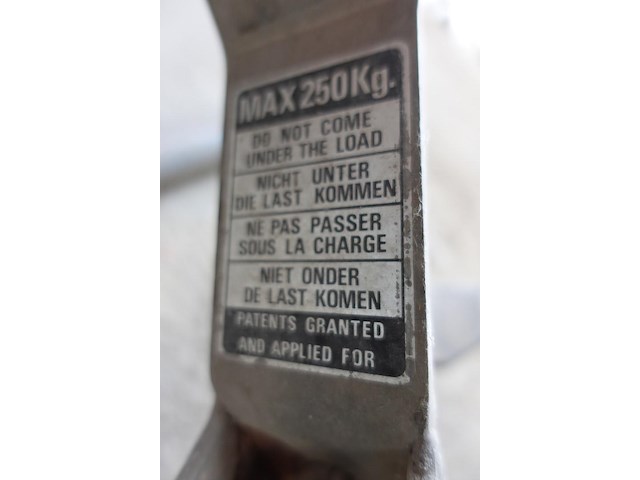 MAX 250Kg.
DO NOT COME
UNDER THE LOAD
NICHT UNTER
DIE LAST KOMMEN
NE PAS PASSER
SOUS LA CHARGE
NIET ONDER
DE LAST KOMEN
PATENTS GRANTED
AND APPLIED FOR